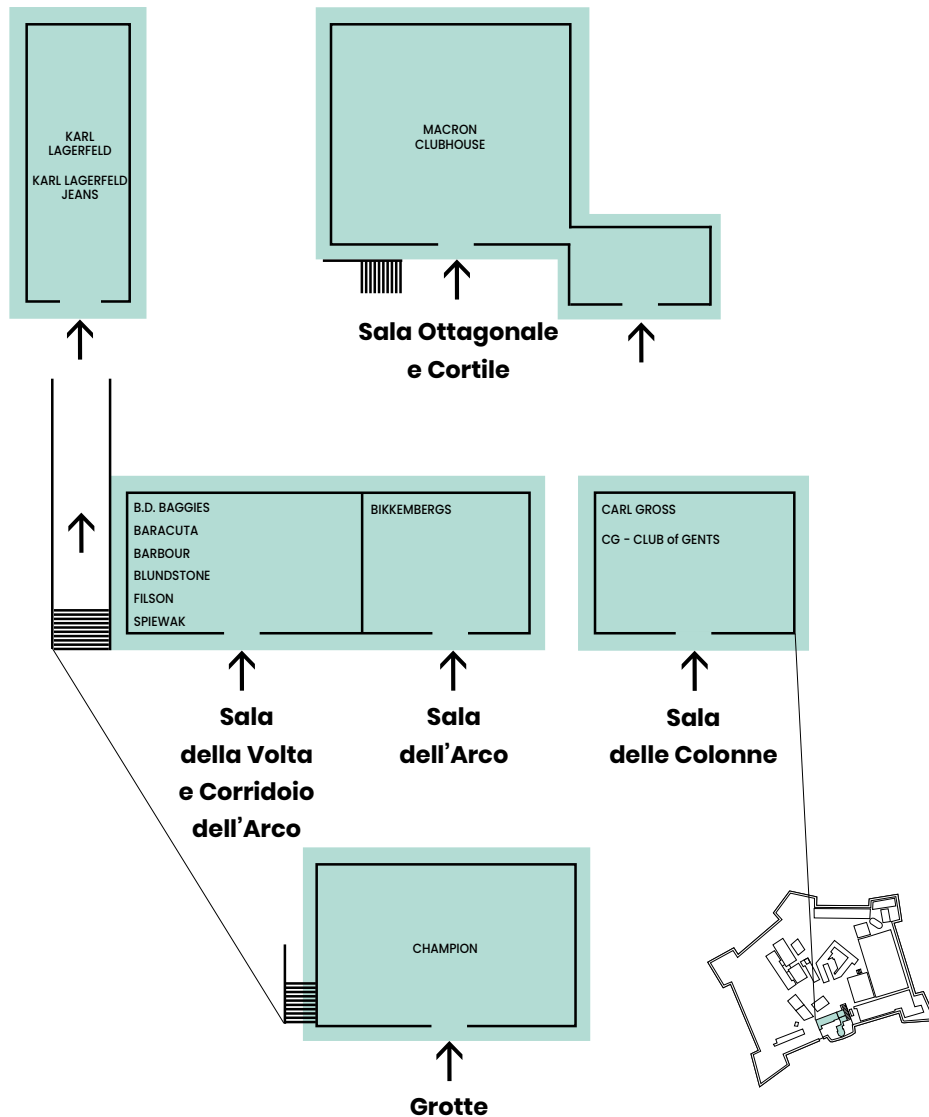 KARL
LAGERFELD
KARL LAGERFELD
JEANS
MACRON
CLUBHOUSE
Sala Ottagonale
e Cortile
B.D. BAGGIES
BARACUTA
BARBOUR
BLUNDSTONE
FILSON
SPIEWAK
BIKKEMBERGS
CARL GROSS
CG - CLUB of GENTS
Sala
della Volta
e Corridoio
dell’Arco
Sala
dell’Arco
Sala
delle Colonne
CHAMPION
Grotte